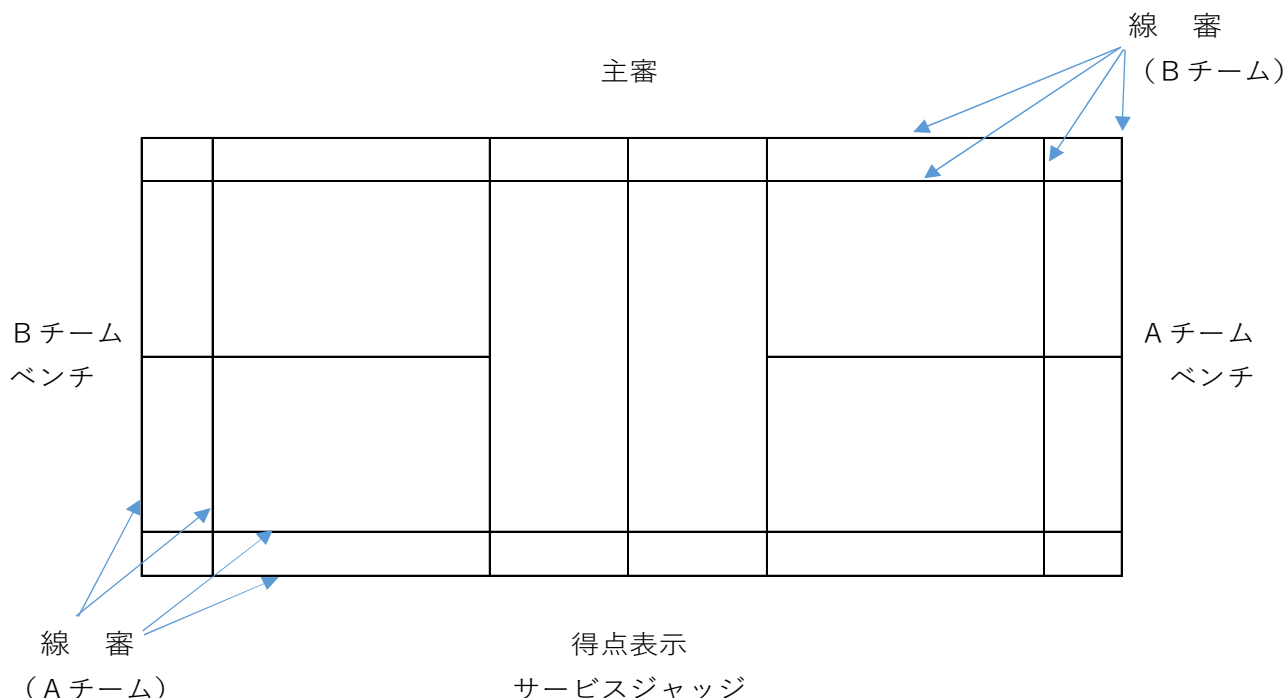 線　審
（Ｂチーム）
主審
Ｂチーム
ベンチ
Ａチーム
ベンチ
線　審
（Ａチーム）
得点表示
サービスジャッジ